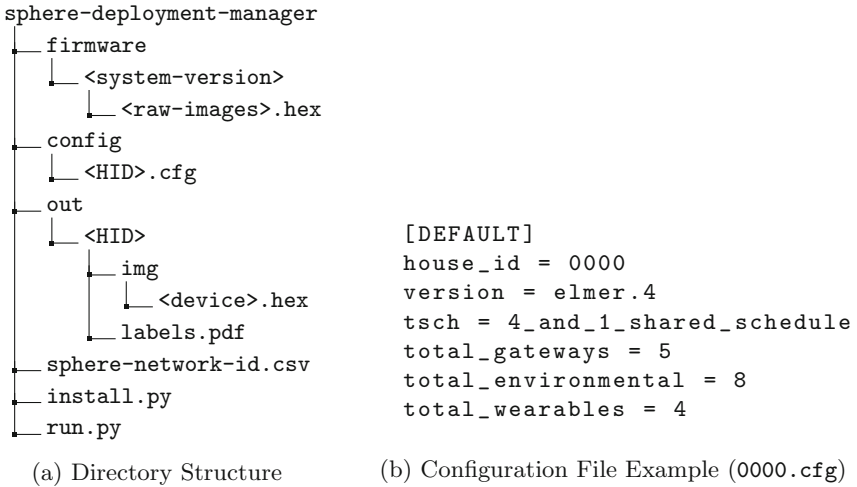 sphere-deployment-manager
firmware
<system-version>
<raw-images>.hex
config
<HID>.cfg
out
<HID>
img
<device>.hex
labels.pdf
sphere-network-id.csv
install.py
run.py
(a) Directory Structure
[DEFAULT]
house_id = 0000
version = elmer.4
tsch = 4_and_1_shared_schedule
total_gateways = 5
total_environmental = 8
total_wearables = 4
(b) Configuration File Example (0000.cfg)